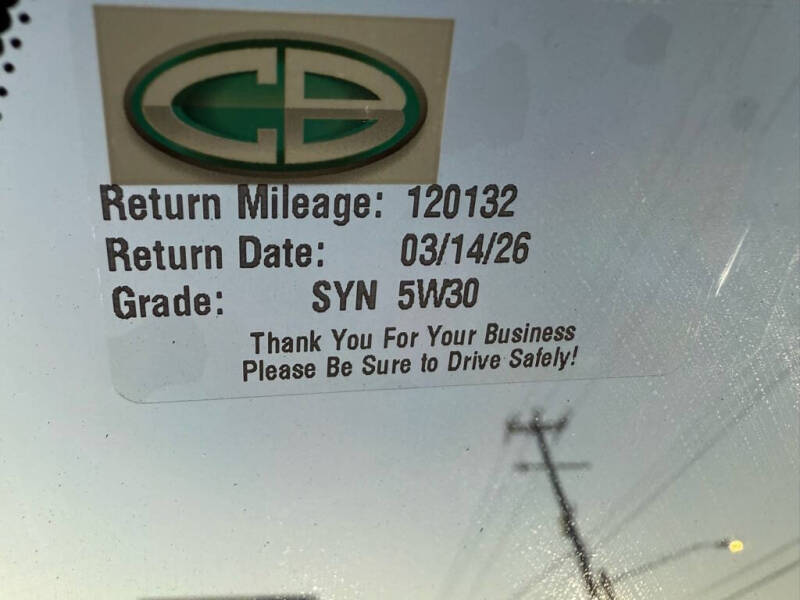 CB
Return Mileage: 120132
Return Date: 03/14/26
Grade: SYN 5W30
Thank You For Your Business
Please Be Sure to Drive Safely!